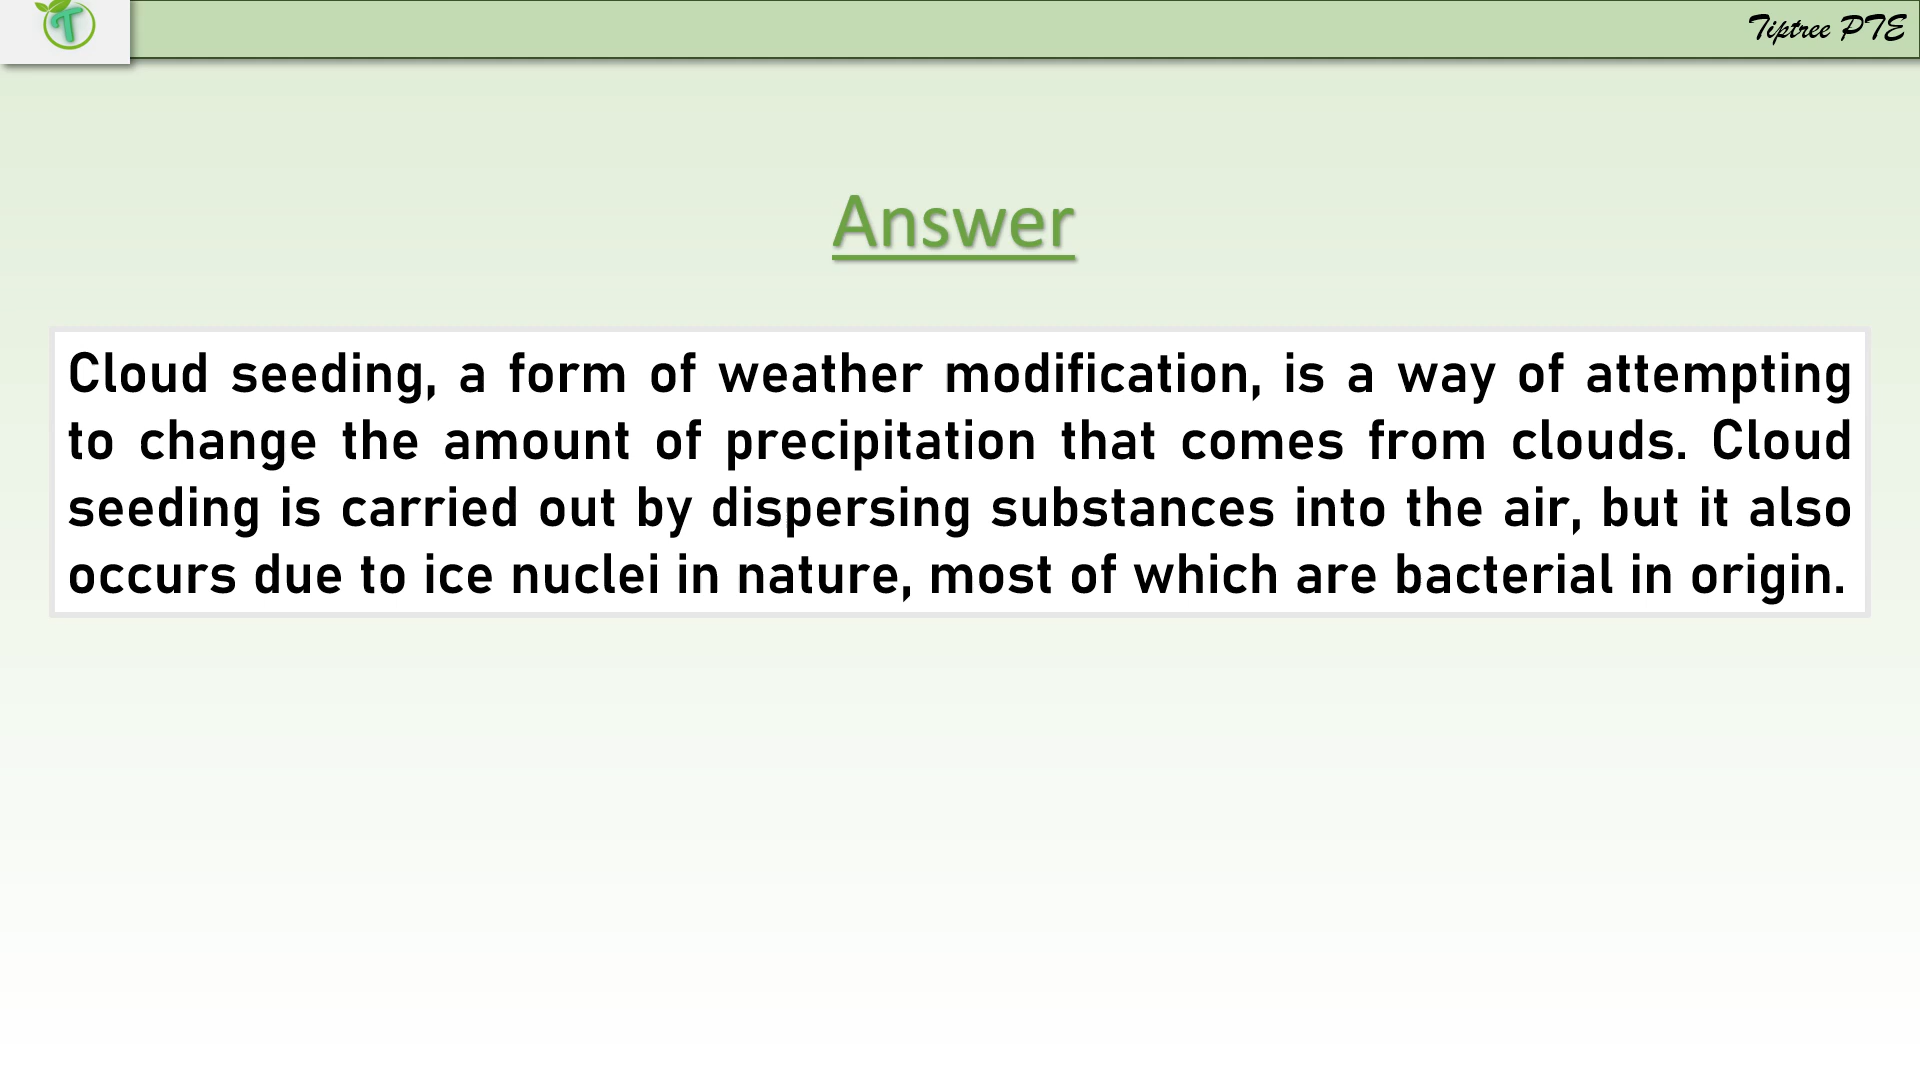 T
Tiptree PTE
Answer
Cloud seeding, a form of weather modification, is a way of attempting
to change the amount of precipitation that comes from clouds. Cloud
seeding is carried out by dispersing substances into the air, but it also
occurs due to ice nuclei in nature, most of which are bacterial in origin.